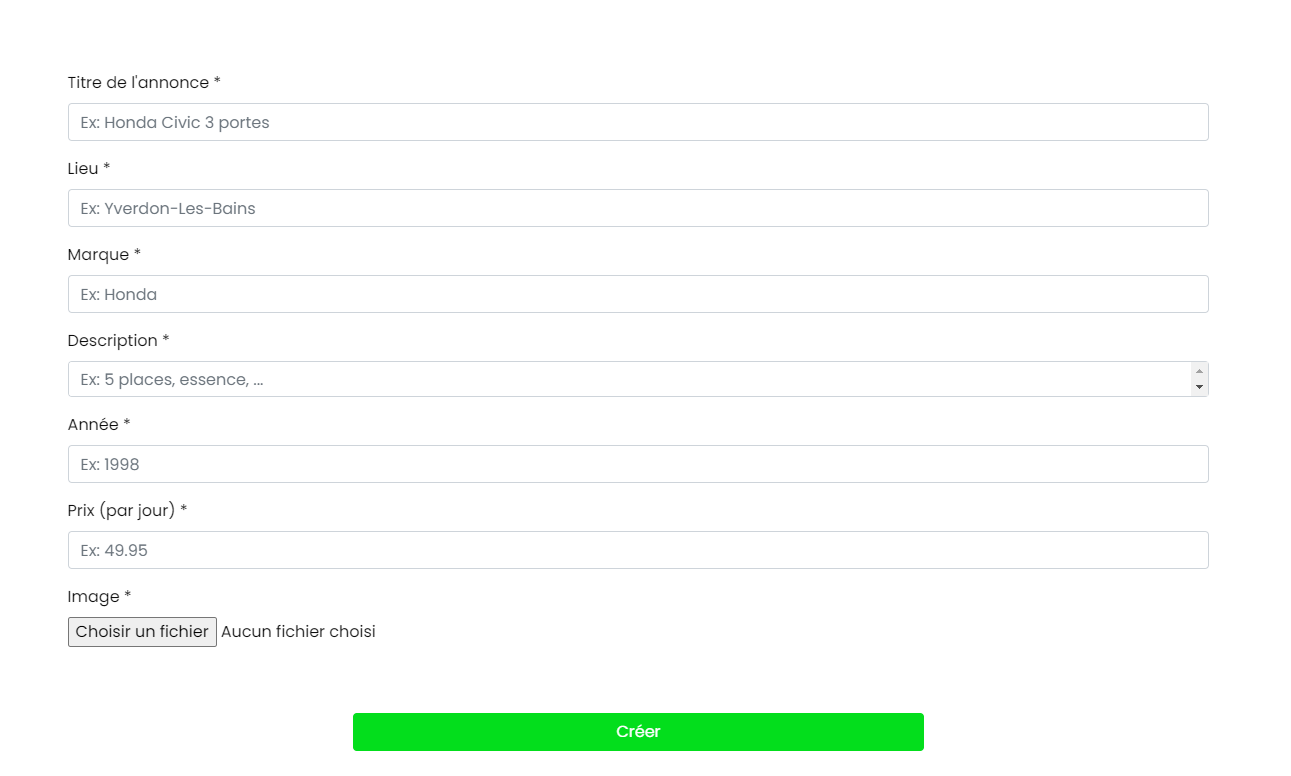 Titre de l'annonce *
Ex: Honda Civic 3 portes
Lieu *
Ex: Yverdon-Les-Bains
Marque *
Ex: Honda
Description *
Ex: 5 places, essence, ...
Année *
Ex: 1998
Prix (par jour) *
Ex: 49.95
Image *
Choisir un fichier Aucun fichier choisi
Créer